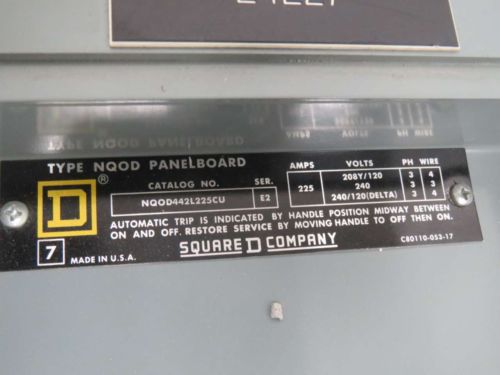 TYPE NQOD PANELBOARD
CATALOG NO. SER.
NQOD442L225CU E2
AMPS VOLTS PH WIRE
225 208Y/120 3 4
240 3 3
240/120(DELTA) 3 4
D ®
AUTOMATIC TRIP IS INDICATED BY HANDLE POSITION MIDWAY BETWEEN
ON AND OFF. RESTORE SERVICE BY MOVING HANDLE TO OFF THEN ON.
7 MADE IN U.S.A.
SQUARE D COMPANY
C80110-053-17